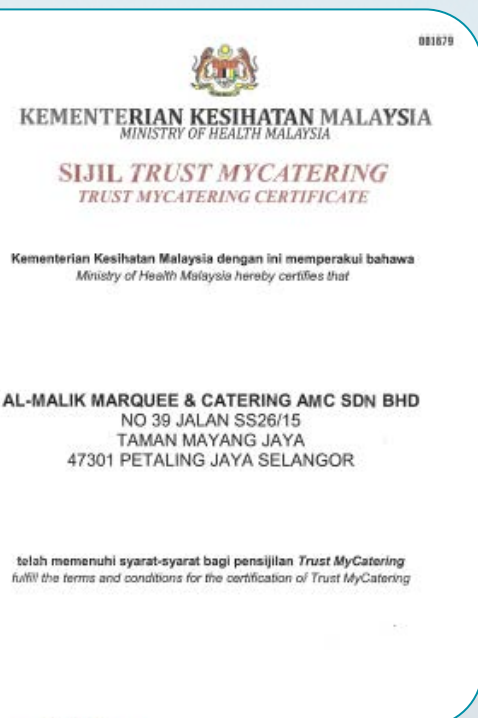 001679
KEMENTERIAN KESIHATAN MALAYSIA
MINISTRY OF HEALTH MALAYSIA
SIJIL TRUST MYCATERING
TRUST MYCATERING CERTIFICATE
Kementerian Kesihatan Malaysia dengan ini memperakui bahawa
Ministry of Health Malaysia hereby certifies that
AL-MALIK MARQUEE & CATERING AMC SDN BHD
NO 39 JALAN SS26/15
TAMAN MAYANG JAYA
47301 PETALING JAYA SELANGOR
telah memenuhi syarat-syarat bagi pensijilan Trust MyCatering
fulfill the terms and conditions for the certification of Trust MyCatering